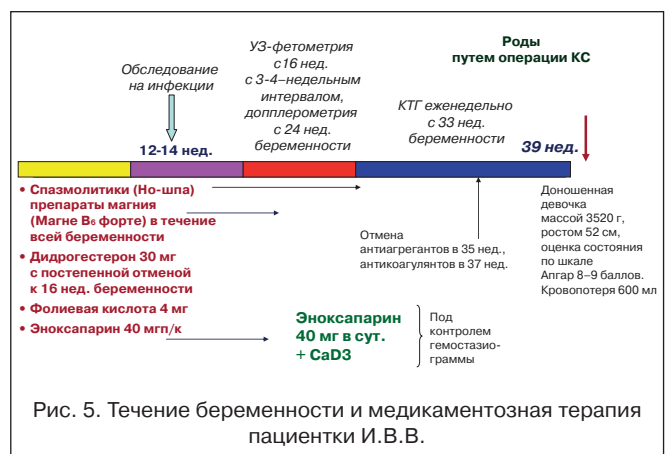 УЗ-фетометрия
с16 нед.
с 3-4–недельным
интервалом,
допплерометрия
с 24 нед.
беременности
Роды
путем операции КС
Обследование
на инфекции
КТГ еженедельно
с 33 нед.
беременности
12-14 нед.
39 нед.
• Спазмолитики (Но-шпа)
препараты магния
(Магне В6 форте) в течение
всей беременности
• Дидрогестерон 30 мг
с постепенной отменой
к 16 нед. беременности
• Фолиевая кислота 4 мг
• Эноксапарин 40 мгп/к
Отмена
антиагрегантов в 35 нед.,
антикоагулянтов в 37 нед.
Доношенная
девочка
массой 3520 г,
ростом 52 см,
оценка состояния
по шкале
Апгар 8–9 баллов.
Кровопотеря 600 мл
Эноксапарин
40 мг в сут.
+ CaD3
Под
контролем
гемостазио-
граммы
Рис. 5. Течение беременности и медикаментозная терапия
пациентки И.В.В.